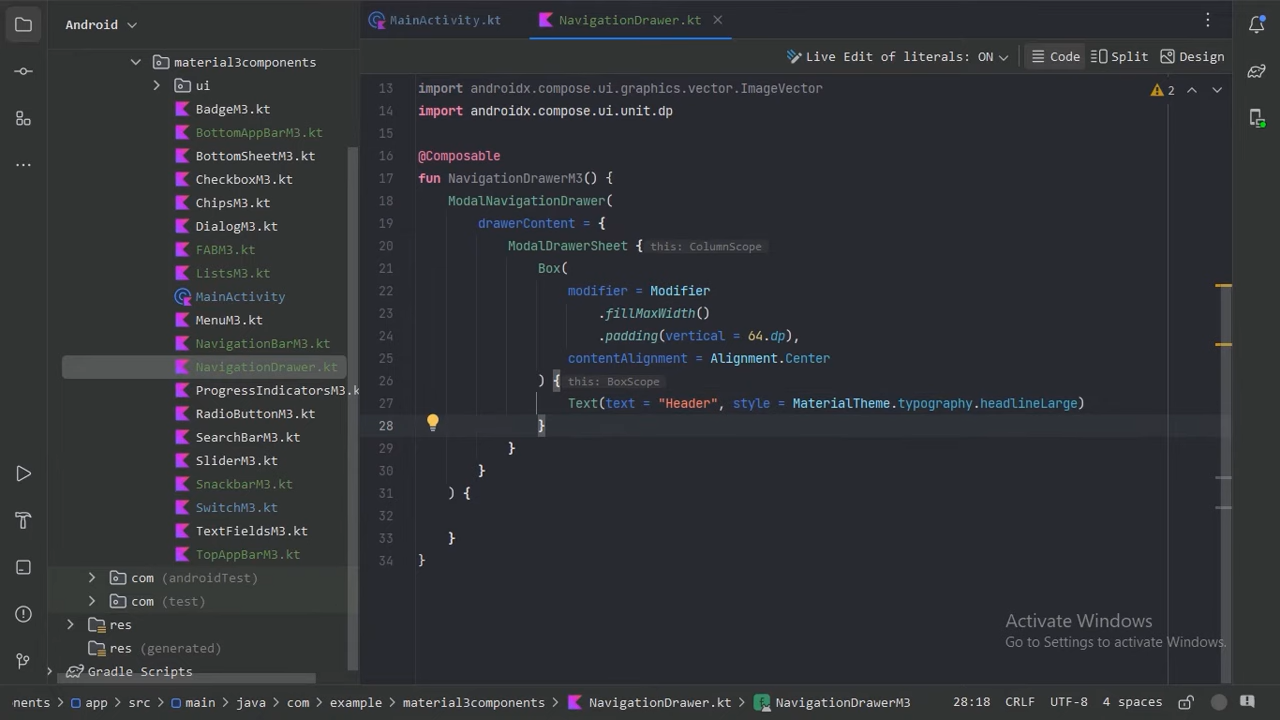 Android
MainActivity.kt
NavigationDrawer.kt
Live Edit of literals: ON
Code
Split
Design
material3components
ui
BadgeM3.kt
BottomAppBarM3.kt
BottomSheetM3.kt
CheckboxM3.kt
ChipsM3.kt
DialogM3.kt
FABM3.kt
ListsM3.kt
MainActivity
MenuM3.kt
NavigationBarM3.kt
NavigationDrawer.kt
ProgressIndicatorsM3.k
RadioButtonM3.kt
SearchBarM3.kt
SliderM3.kt
SnackbarM3.kt
SwitchM3.kt
TextFieldsM3.kt
TopAppBarM3.kt
com (androidTest)
com (test)
res
res (generated)
Gradle Scripts
2
13 import androidx.compose.ui.graphics.vector.ImageVector
14 import androidx.compose.ui.unit.dp
15
16 @Composable
17 fun NavigationDrawerM3() {
18 ModalNavigationDrawer(
19 drawerContent = {
20 ModalDrawerSheet { this: ColumnScope
21 Box(
22 modifier = Modifier
23 .fillMaxWidth()
24 .padding(vertical = 64.dp),
25 contentAlignment = Alignment.Center
26 ) { this: BoxScope
27 Text(text = "Header", style = MaterialTheme.typography.headlineLarge)
28 }
29 }
30 }
31 ) {
32
33 }
34 }
Activate Windows
Go to Settings to activate Windows.
nents > app > src > main > java > com > example > material3components > NavigationDrawer.kt > NavigationDrawerM3
28:18 CRLF UTF-8 4 spaces